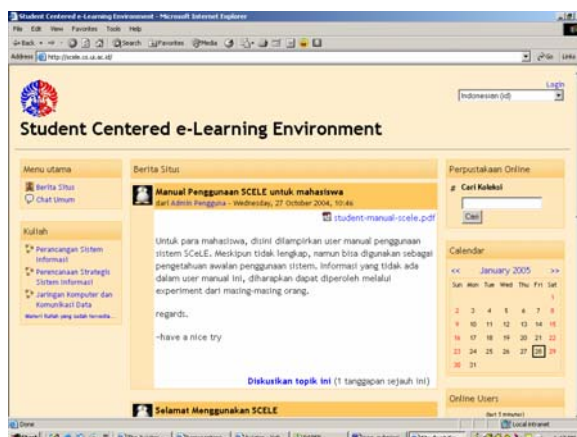 Student Centered e-Learning Environment - Microsoft Internet Explorer
File Edit View Favorites Tools Help
Back Search Favorites Media
Address http://scele.cs.ui.ac.id/ Go Links
Login
Indonesian (id)
Student Centered e-Learning Environment
Menu utama
Berita Situs
Chat Umum
Kuliah
Perancangan Sistem
Informasi
Perencanaan Strategis
Sistem Informasi
Jaringan Komputer dan
Komunikasi Data
Berita Situs
Manual Penggunaan SCELE untuk mahasiswa
dari Admin Pengguna - Wednesday, 27 October 2004, 10:46
student-manual-scele.pdf
Untuk para mahasiswa, disini dilampirkan user manual penggunaan
sistem SCeLE. Meskipun tidak lengkap, namun bisa digunakan sebagai
pengetahuan awalan penggunaan sistem. Informasi yang tidak ada
dalam user manual ini, diharapkan dapat diperoleh melalui
experiment dari masing-masing orang.
regards.
-have a nice try
Diskusikan topik ini (1 tanggapan sejauh ini)
Selamat Menggunakan SCELE
Perpustakaan Online
Cari Koleksi
Cari
Calendar
<< January 2005 >>
Sun Mon Tue Wed Thu Fri Sat
1
2 3 4 5 6 7 8
9 10 11 12 13 14 15
16 17 18 19 20 21 22
23 24 25 26 27 28 29
30 31
Online Users
Done
Local intranet